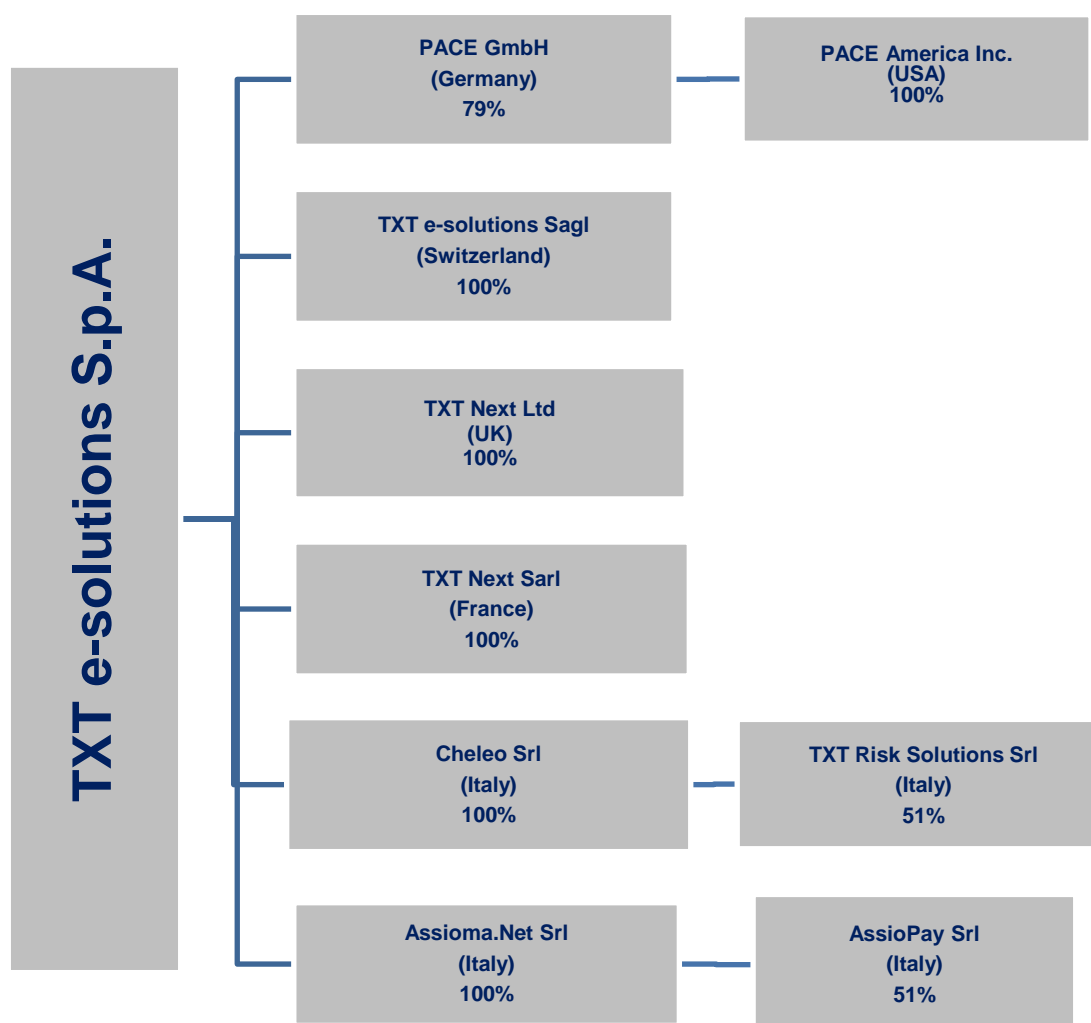 TXT e-solutions S.p.A.
PACE GmbH
(Germany)
79%
PACE America Inc.
(USA)
100%
TXT e-solutions Sagl
(Switzerland)
100%
TXT Next Ltd
(UK)
100%
TXT Next Sarl
(France)
100%
Cheleo Srl
(Italy)
100%
TXT Risk Solutions Srl
(Italy)
51%
Assioma.Net Srl
(Italy)
100%
AssioPay Srl
(Italy)
51%